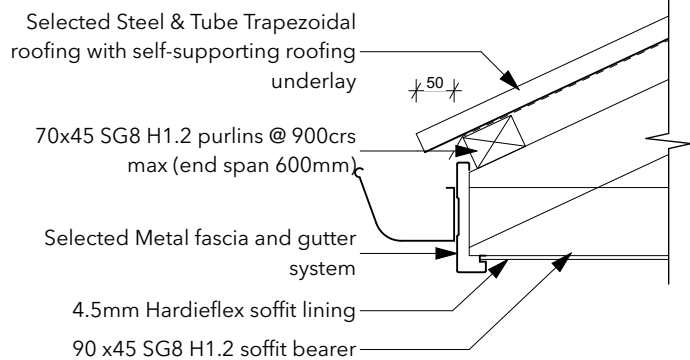 Selected Steel & Tube Trapezoidal
roofing with self-supporting roofing
underlay
50
70x45 SG8 H1.2 purlins @ 900crs
max (end span 600mm)
Selected Metal fascia and gutter
system
4.5mm Hardieflex soffit lining
90 x45 SG8 H1.2 soffit bearer